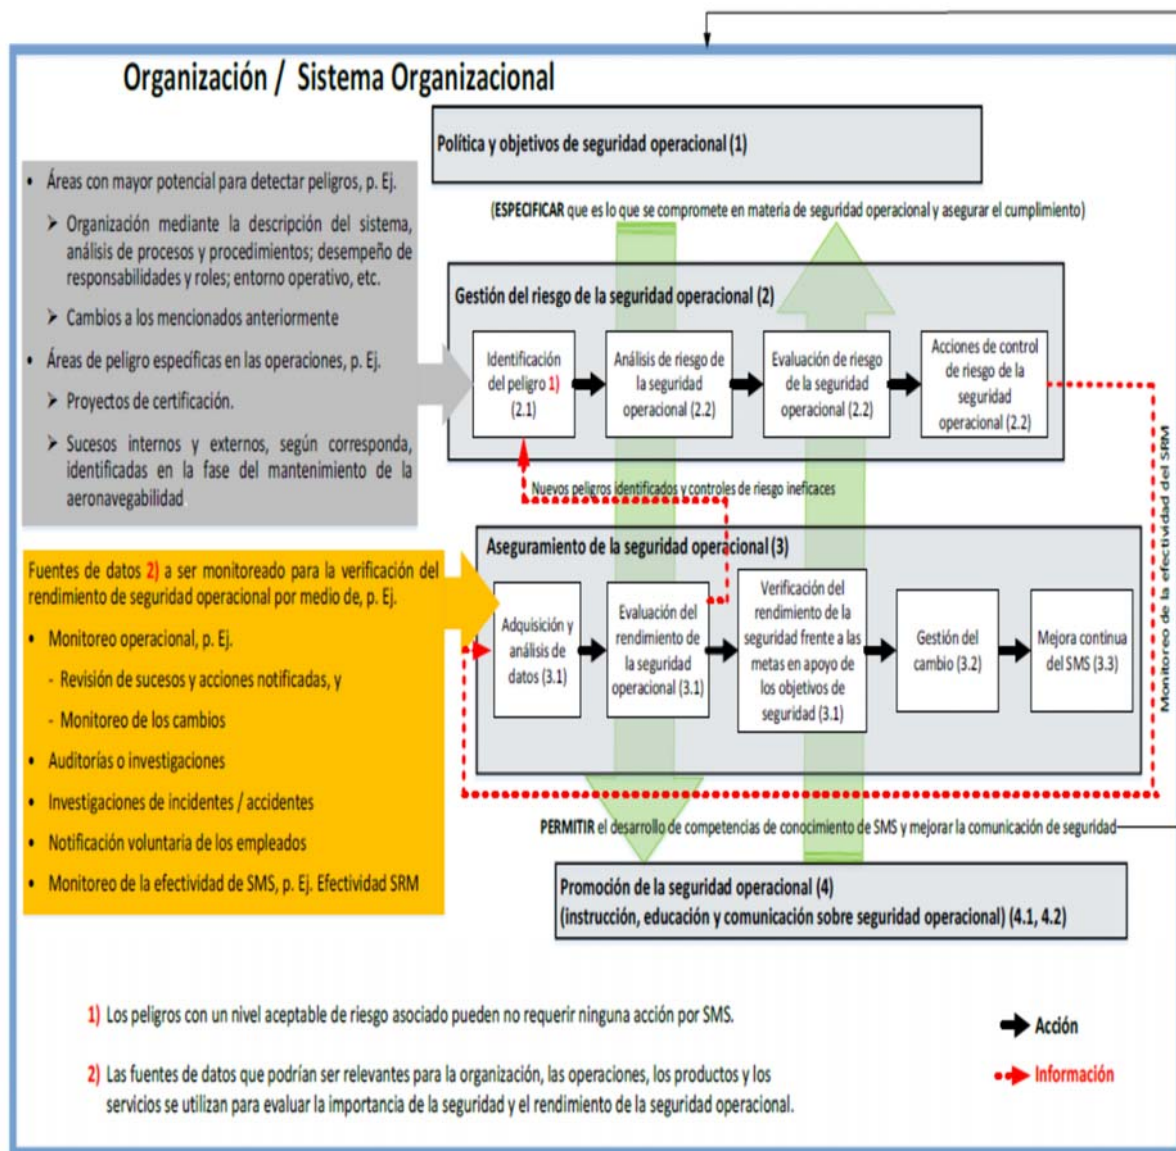 Organización / Sistema Organizacional
Política y objetivos de seguridad operacional (1)
(ESPECIFICAR que es lo que se compromete en materia de seguridad operacional y asegurar el cumplimiento)
• Áreas con mayor potencial para detectar peligros, p. Ej.
➢ Organización mediante la descripción del sistema,
análisis de procesos y procedimientos; desempeño de
responsabilidades y roles; entorno operativo, etc.
➢ Cambios a los mencionados anteriormente
• Áreas de peligro específicas en las operaciones, p. Ej.
➢ Proyectos de certificación.
➢ Sucesos internos y externos, según corresponda,
identificadas en la fase del mantenimiento de la
aeronavegabilidad.
Gestión del riesgo de la seguridad operacional (2)
Identificación
del peligro 1)
(2.1)
Análisis de riesgo de
la seguridad
operacional (2.2)
Evaluación de riesgo
de la seguridad
operacional (2.2)
Acciones de control
de riesgo de la
seguridad
operacional (2.2)
Nuevos peligros identificados y controles de riesgo ineficaces
Monitoreo de la efectividad del SRM
Fuentes de datos 2) a ser monitoreado para la verificación del
rendimiento de seguridad operacional por medio de, p. Ej.
• Monitoreo operacional, p. Ej.
- Revisión de sucesos y acciones notificadas, y
- Monitoreo de los cambios
• Auditorías o investigaciones
• Investigaciones de incidentes / accidentes
• Notificación voluntaria de los empleados
• Monitoreo de la efectividad de SMS, p. Ej. Efectividad SRM
Aseguramiento de la seguridad operacional (3)
Adquisición y
análisis de
datos (3.1)
Evaluación del
rendimiento de
la seguridad
operacional (3.1)
Verificación del
rendimiento de la
seguridad frente a las
metas en apoyo de
los objetivos de
seguridad (3.1)
Gestión del
cambio (3.2)
Mejora continua
del SMS (3.3)
PERMITIR el desarrollo de competencias de conocimiento de SMS y mejorar la comunicación de seguridad
Promoción de la seguridad operacional (4)
(instrucción, educación y comunicación sobre seguridad operacional) (4.1, 4.2)
1) Los peligros con un nivel aceptable de riesgo asociado pueden no requerir ninguna acción por SMS.
2) Las fuentes de datos que podrían ser relevantes para la organización, las operaciones, los productos y los
servicios se utilizan para evaluar la importancia de la seguridad y el rendimiento de la seguridad operacional.
Acción
Información